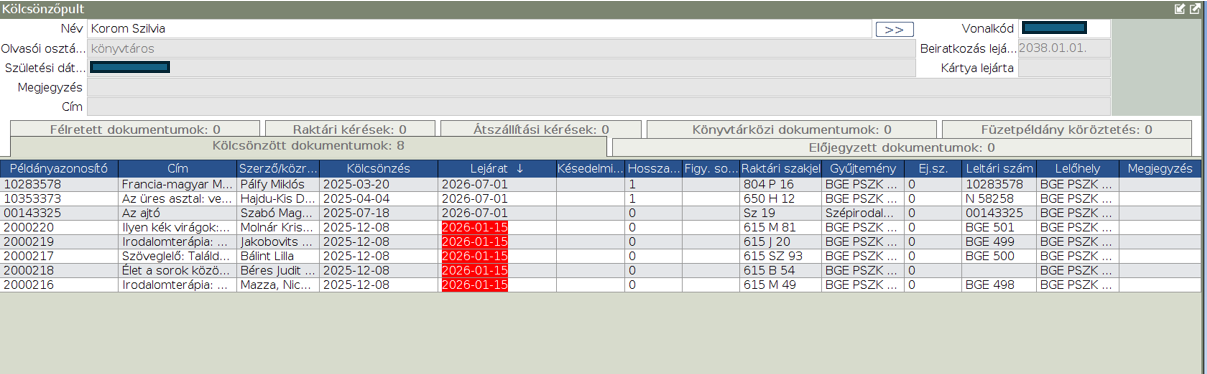 Kölcsönzőpult
Név Korom Szilvia >> Vonalkód
Olvasói osztá... könyvtáros Beiratkozás lejá... 2038.01.01.
Születési dát... Kártya lejárta
Megjegyzés
Cím
Félretett dokumentumok: 0 Raktári kérések: 0 Átszállítási kérések: 0 Könyvtárközi dokumentumok: 0 Füzetpéldány köröztetés: 0
Kölcsönzött dokumentumok: 8 Előjegyzett dokumentumok: 0
Példányazonosító Cím Szerző/közr... Kölcsönzés Lejárat ↓ Késedelmi... Hossza... Figy. so... Raktári szakjel Gyűjtemény Ej.sz. Leltári szám Lelőhely Megjegyzés
10283578 Francia-magyar M... Pálfy Miklós 2025-03-20 2026-07-01 1 804 P 16 BGE PSZK ... 0 10283578 BGE PSZK ...
10353373 Az üres asztal: ve... Hajdu-Kis D... 2025-04-04 2026-07-01 1 650 H 12 BGE PSZK ... 0 N 58258 BGE PSZK ...
00143325 Az ajtó Szabó Mag... 2025-07-18 2026-07-01 0 Sz 19 Szépirodal... 0 00143325 BGE PSZK ...
2000220 Ilyen kék virágok:... Molnár Kris... 2025-12-08 2026-01-15 0 615 M 81 BGE PSZK ... 0 BGE 501 BGE PSZK ...
2000219 Irodalomterápia: ... Jakobovits ... 2025-12-08 2026-01-15 0 615 J 20 BGE PSZK ... 0 BGE 499 BGE PSZK ...
2000217 Szöveglelő: Találd... Bálint Lilla 2025-12-08 2026-01-15 0 615 SZ 93 BGE PSZK ... 0 BGE 500 BGE PSZK ...
2000218 Élet a sorok közö... Béres Judit ... 2025-12-08 2026-01-15 0 615 B 54 BGE PSZK ... 0 BGE PSZK ...
2000216 Irodalomterápia: ... Mazza, Nic... 2025-12-08 2026-01-15 0 615 M 49 BGE PSZK ... 0 BGE 498 BGE PSZK ...